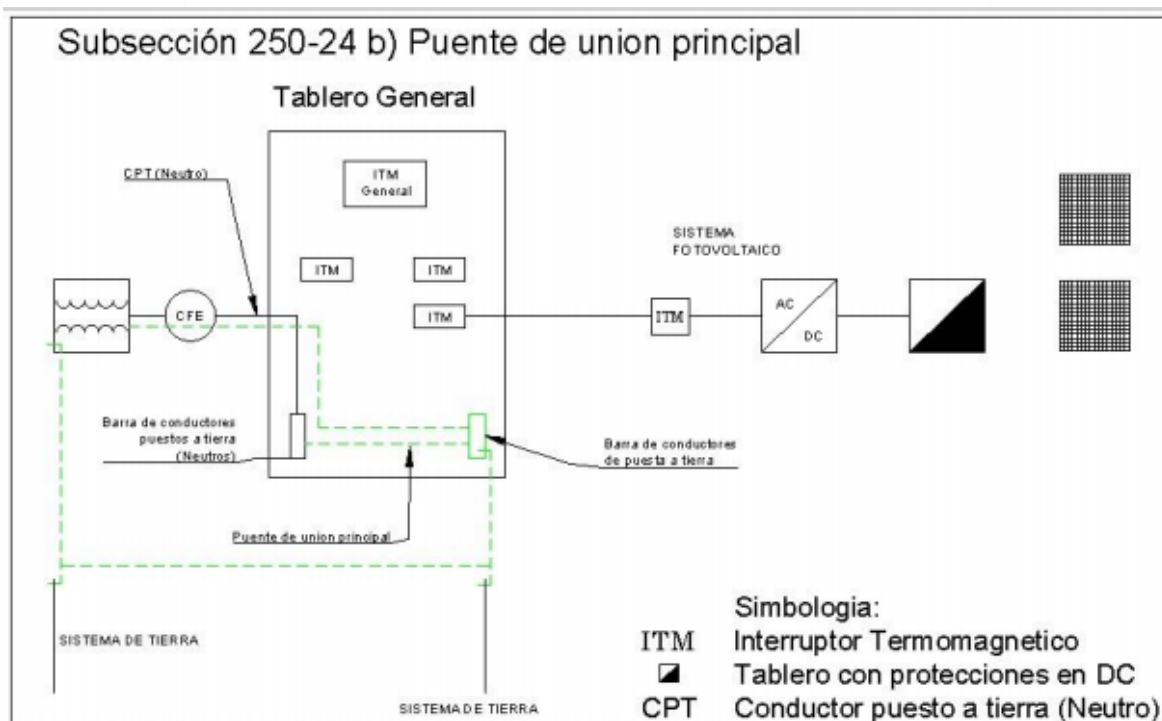 Subsección 250-24 b) Puente de union principal
Tablero General
CPT (Neutro)
ITM
General
SISTEMA
FOTOVOLTAICO
ITM
ITM
CFE
ITM
ITM
AC
DC
Barra de conductores
puestos a tierra
(Neutros)
Barra de conductores
de puesta a tierra
Puente de union principal
SISTEMA DE TIERRA
SISTEMA DE TIERRA
Simbologia:
ITM Interruptor Termomagnetico
Tablero con protecciones en DC
CPT Conductor puesto a tierra (Neutro)